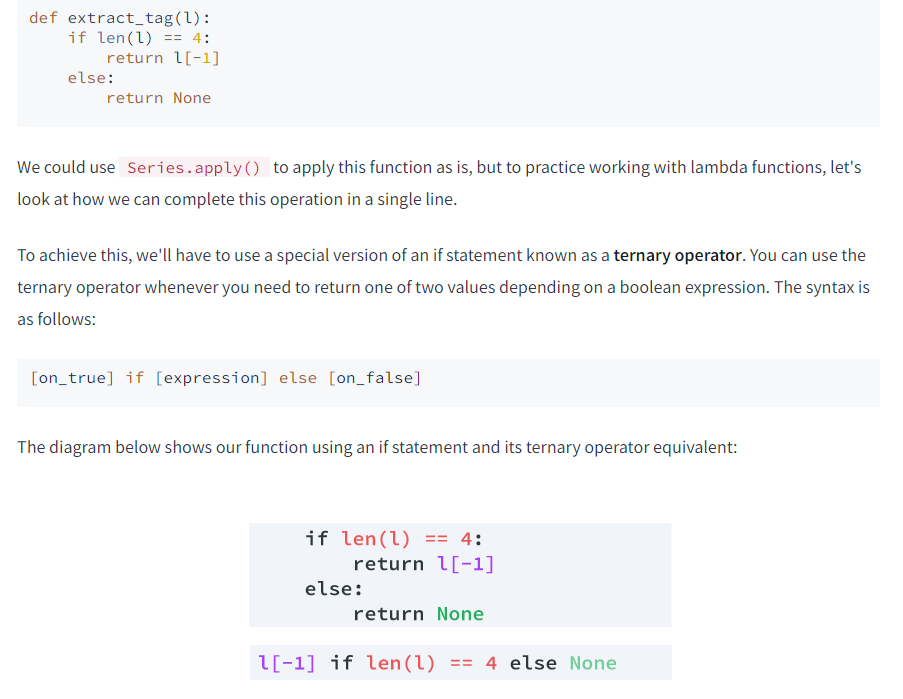 def extract_tag(l):
    if len(l) == 4:
        return l[-1]
    else:
        return None
We could use Series.apply() to apply this function as is, but to practice working with lambda functions, let's
look at how we can complete this operation in a single line.
To achieve this, we'll have to use a special version of an if statement known as a ternary operator. You can use the
ternary operator whenever you need to return one of two values depending on a boolean expression. The syntax is
as follows:
[on_true] if [expression] else [on_false]
The diagram below shows our function using an if statement and its ternary operator equivalent:
if len(l) == 4:
    return l[-1]
else:
    return None
l[-1] if len(l) == 4 else None